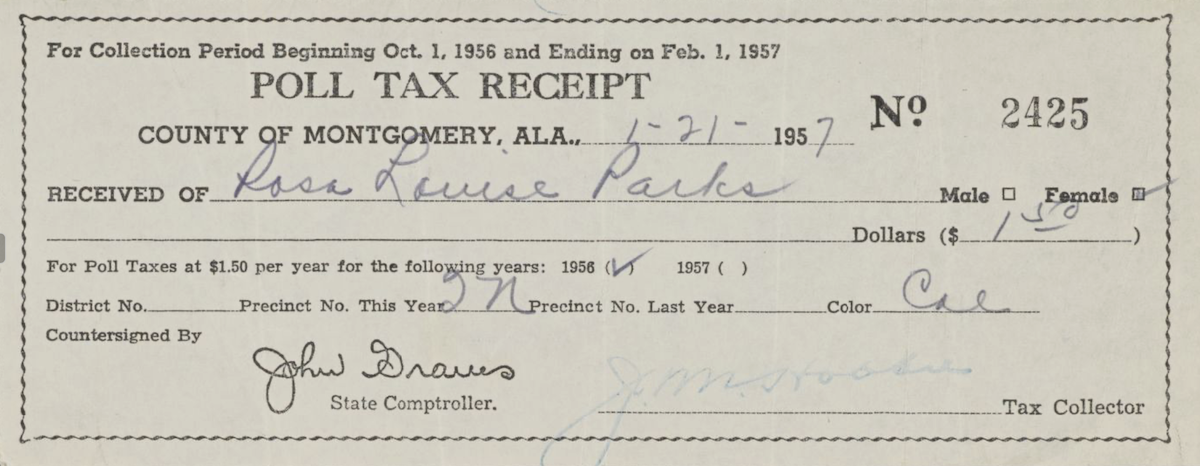 For Collection Period Beginning Oct. 1, 1956 and Ending on Feb. 1, 1957
POLL TAX RECEIPT
Nº 2425
COUNTY OF MONTGOMERY, ALA., 1-21- 1957
RECEIVED OF Rosa Louise Parks Male □ Female ☑
Dollars ($ 1 50 )
For Poll Taxes at $1.50 per year for the following years: 1956 (✓) 1957 ( )
District No. Precinct No. This Year 2 N Precinct No. Last Year Color Col
Countersigned By
John Graves
State Comptroller.
Tax Collector